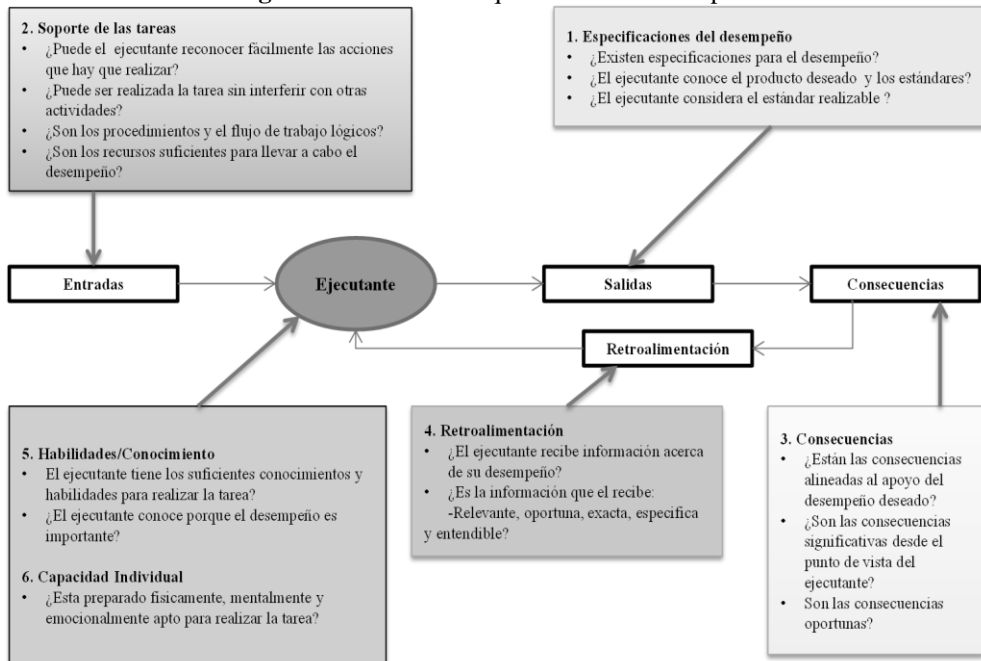 2. Soporte de las tareas
• ¿Puede el ejecutante reconocer fácilmente las acciones
que hay que realizar?
• ¿Puede ser realizada la tarea sin interferir con otras
actividades?
• ¿Son los procedimientos y el flujo de trabajo lógicos?
• ¿Son los recursos suficientes para llevar a cabo el
desempeño?
1. Especificaciones del desempeño
• ¿Existen especificaciones para el desempeño?
• ¿El ejecutante conoce el producto deseado y los estándares?
• ¿El ejecutante considera el estándar realizable ?
Entradas
Ejecutante
Salidas
Consecuencias
Retroalimentación
5. Habilidades/Conocimiento
• El ejecutante tiene los suficientes conocimientos y
habilidades para realizar la tarea?
• ¿El ejecutante conoce porque el desempeño es
importante?
6. Capacidad Individual
• ¿Esta preparado fisicamente, mentalmente y
emocionalmente apto para realizar la tarea?
4. Retroalimentación
• ¿El ejecutante recibe información acerca
de su desempeño?
• ¿Es la información que el recibe:
-Relevante, oportuna, exacta, especifica
y entendible?
3. Consecuencias
• ¿Están las consecuencias
alineadas al apoyo del
desempeño deseado?
• ¿Son las consecuencias
significativas desde el
punto de vista del
ejecutante?
• Son las consecuencias
oportunas?